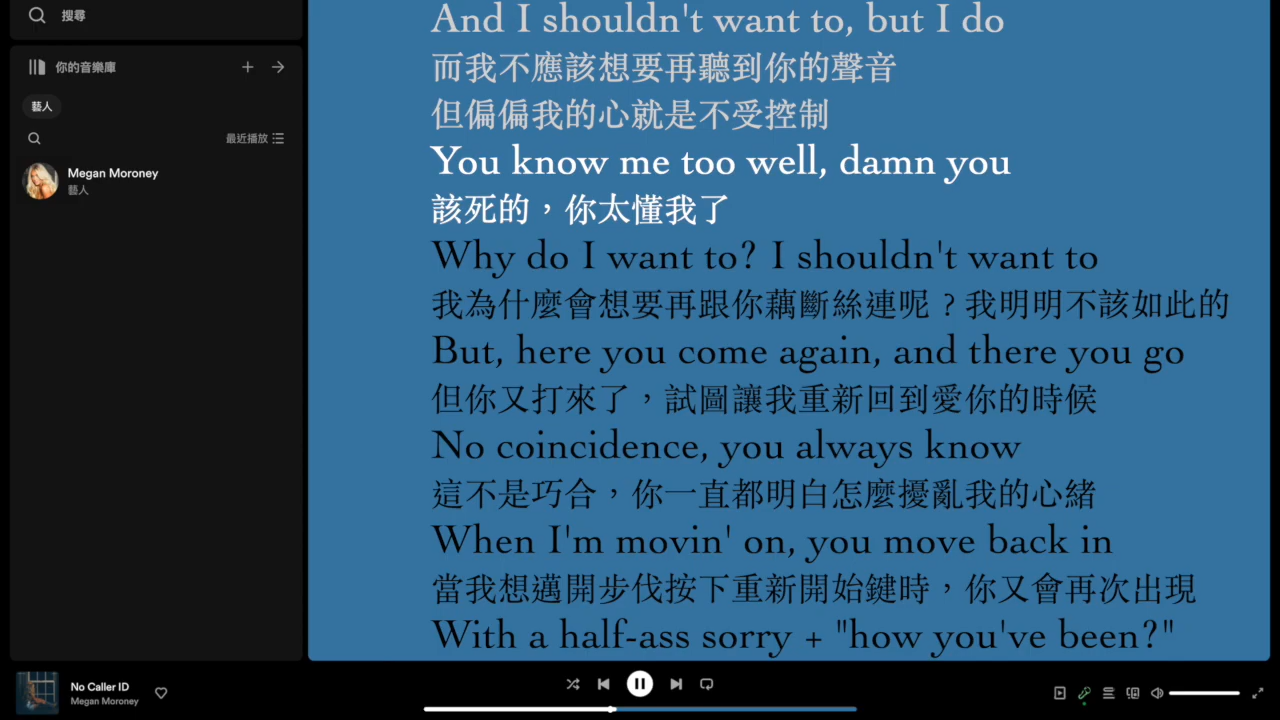 搜尋
你的音樂庫
藝人
最近播放
Megan Moroney
藝人
And I shouldn't want to, but I do
而我不應該想要再聽到你的聲音
但偏偏我的心就是不受控制
You know me too well, damn you
該死的，你太懂我了
Why do I want to? I shouldn't want to
我為什麼會想要再跟你藕斷絲連呢？我明明不該如此的
But, here you come again, and there you go
但你又打來了，試圖讓我重新回到愛你的時候
No coincidence, you always know
這不是巧合，你一直都明白怎麼擾亂我的心緒
When I'm movin' on, you move back in
當我想邁開步伐按下重新開始鍵時，你又會再次出現
With a half-ass sorry + "how you've been?"
No Caller ID
Megan Moroney